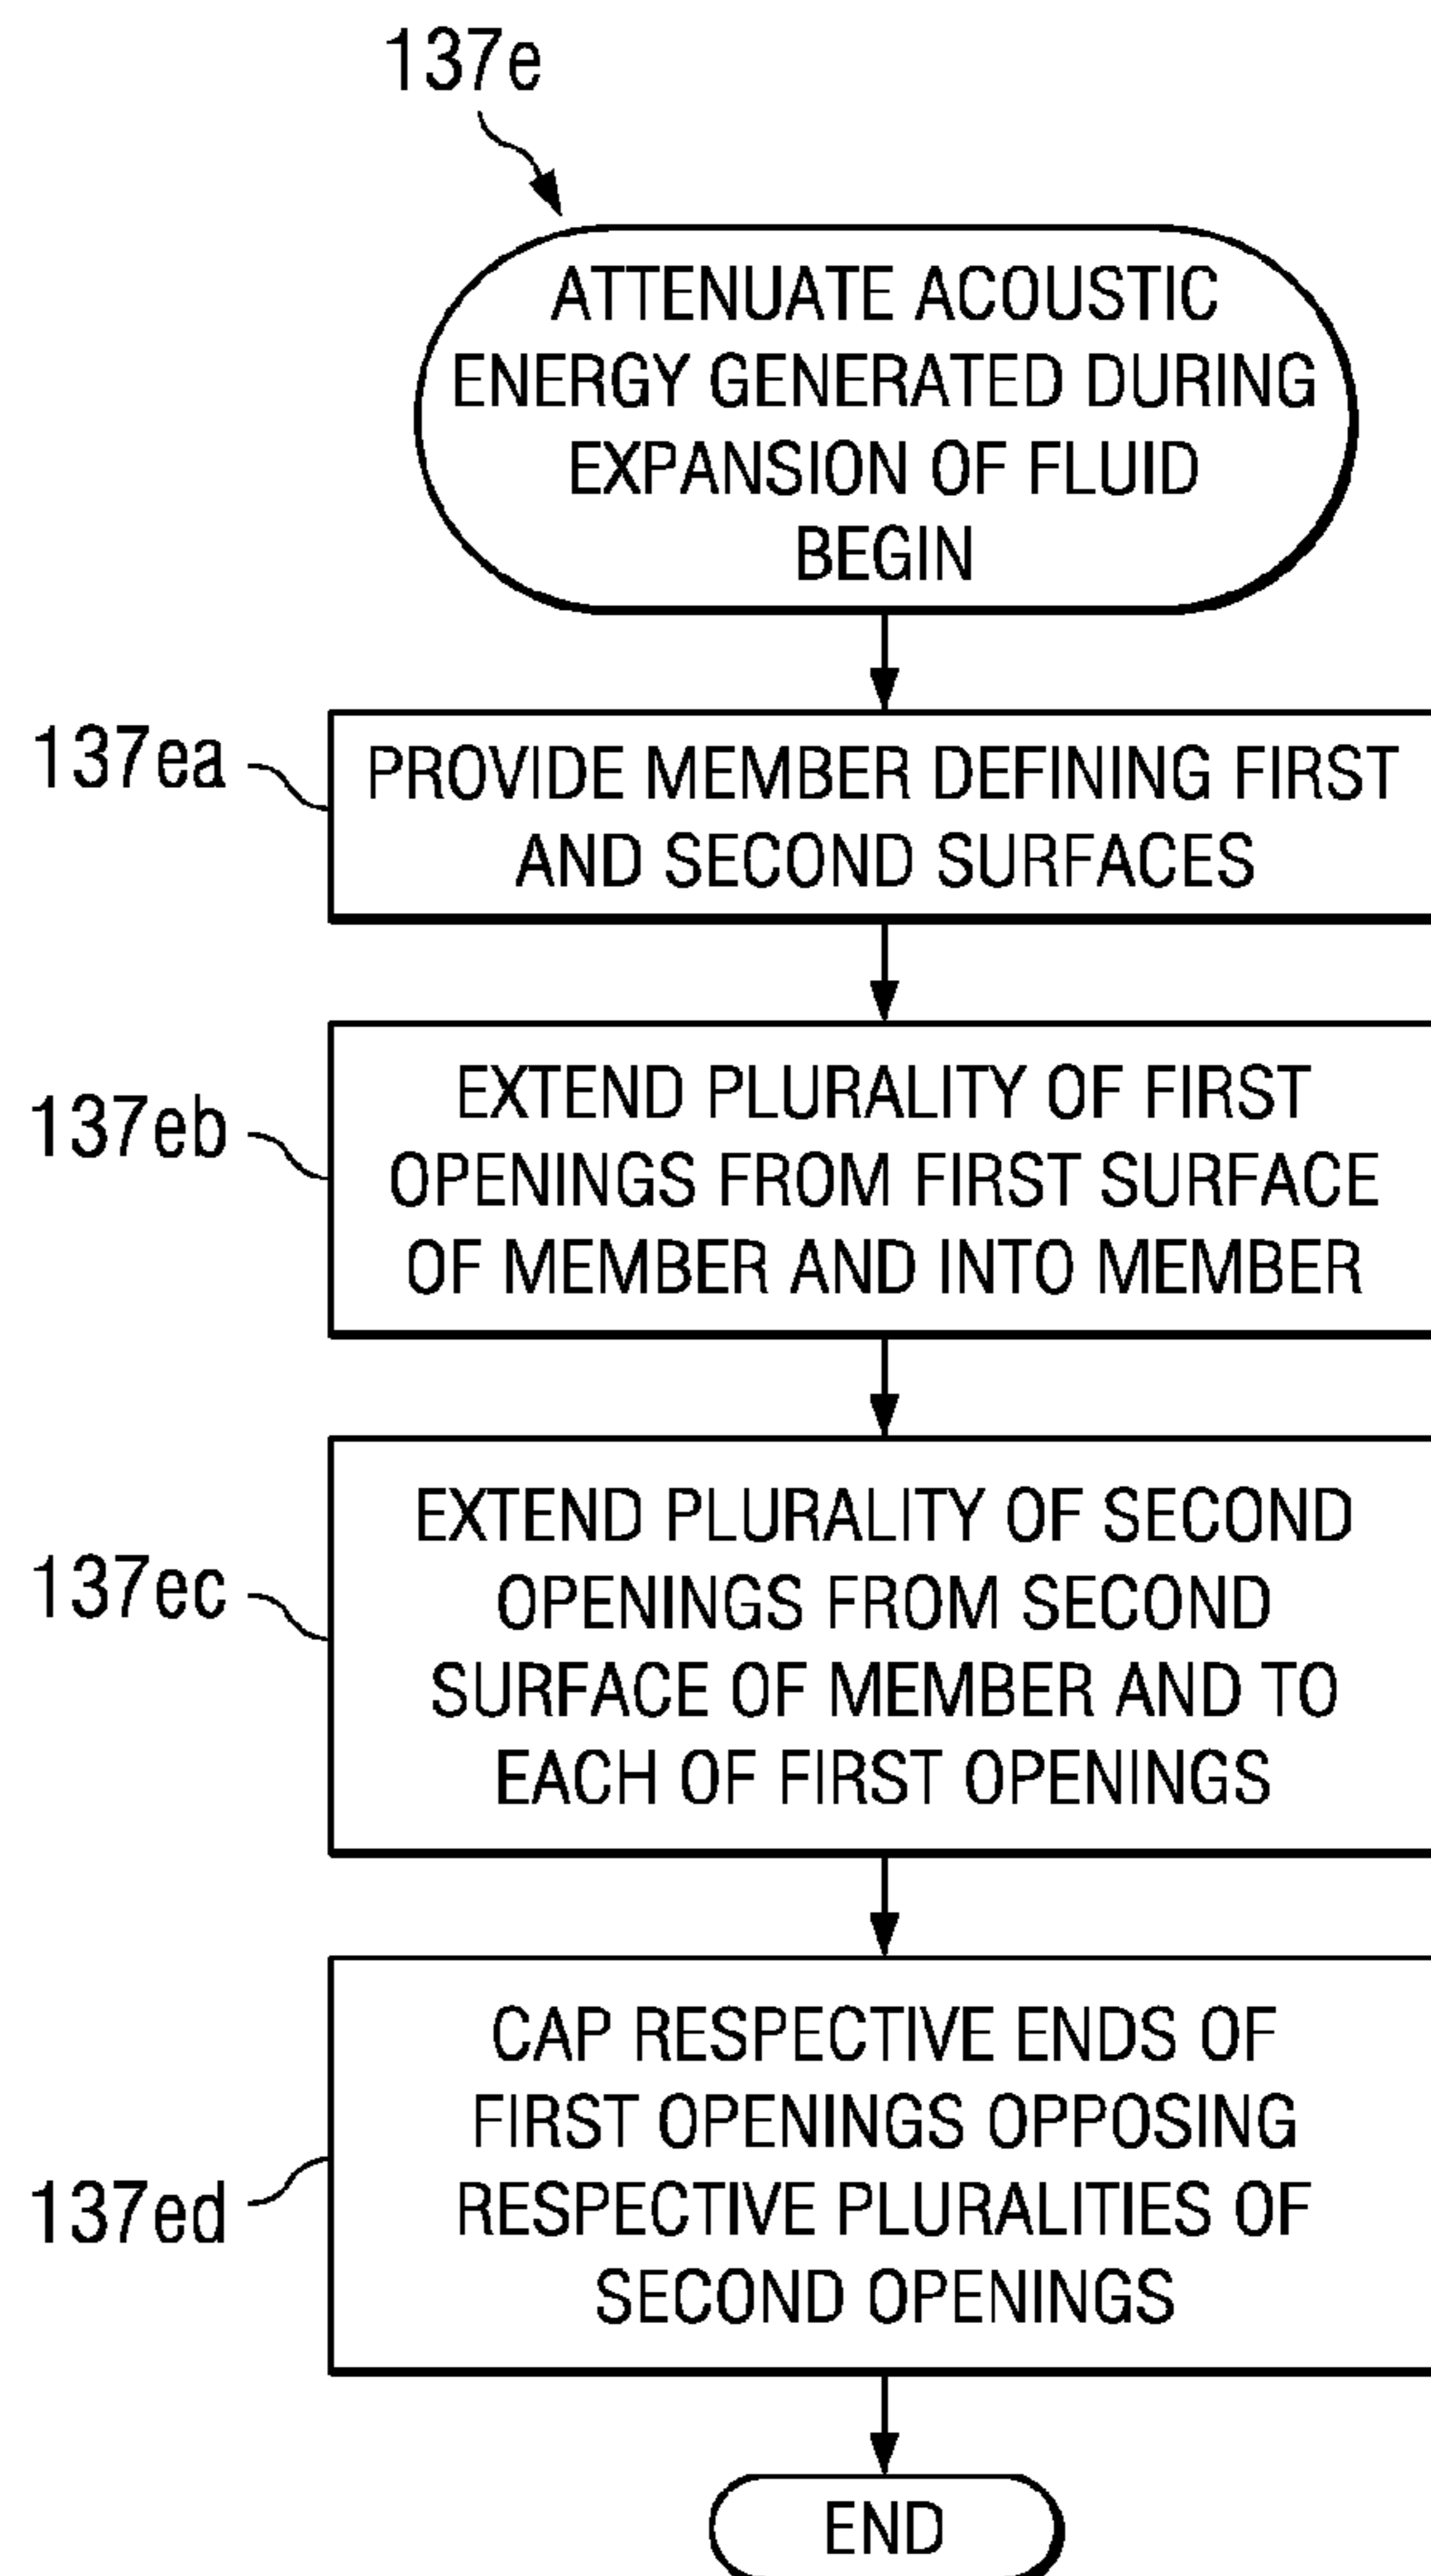 137e
ATTENUATE ACOUSTIC
ENERGY GENERATED DURING
EXPANSION OF FLUID
BEGIN
137ea
PROVIDE MEMBER DEFINING FIRST
AND SECOND SURFACES
137eb
EXTEND PLURALITY OF FIRST
OPENINGS FROM FIRST SURFACE
OF MEMBER AND INTO MEMBER
137ec
EXTEND PLURALITY OF SECOND
OPENINGS FROM SECOND
SURFACE OF MEMBER AND TO
EACH OF FIRST OPENINGS
137ed
CAP RESPECTIVE ENDS OF
FIRST OPENINGS OPPOSING
RESPECTIVE PLURALITIES OF
SECOND OPENINGS
END